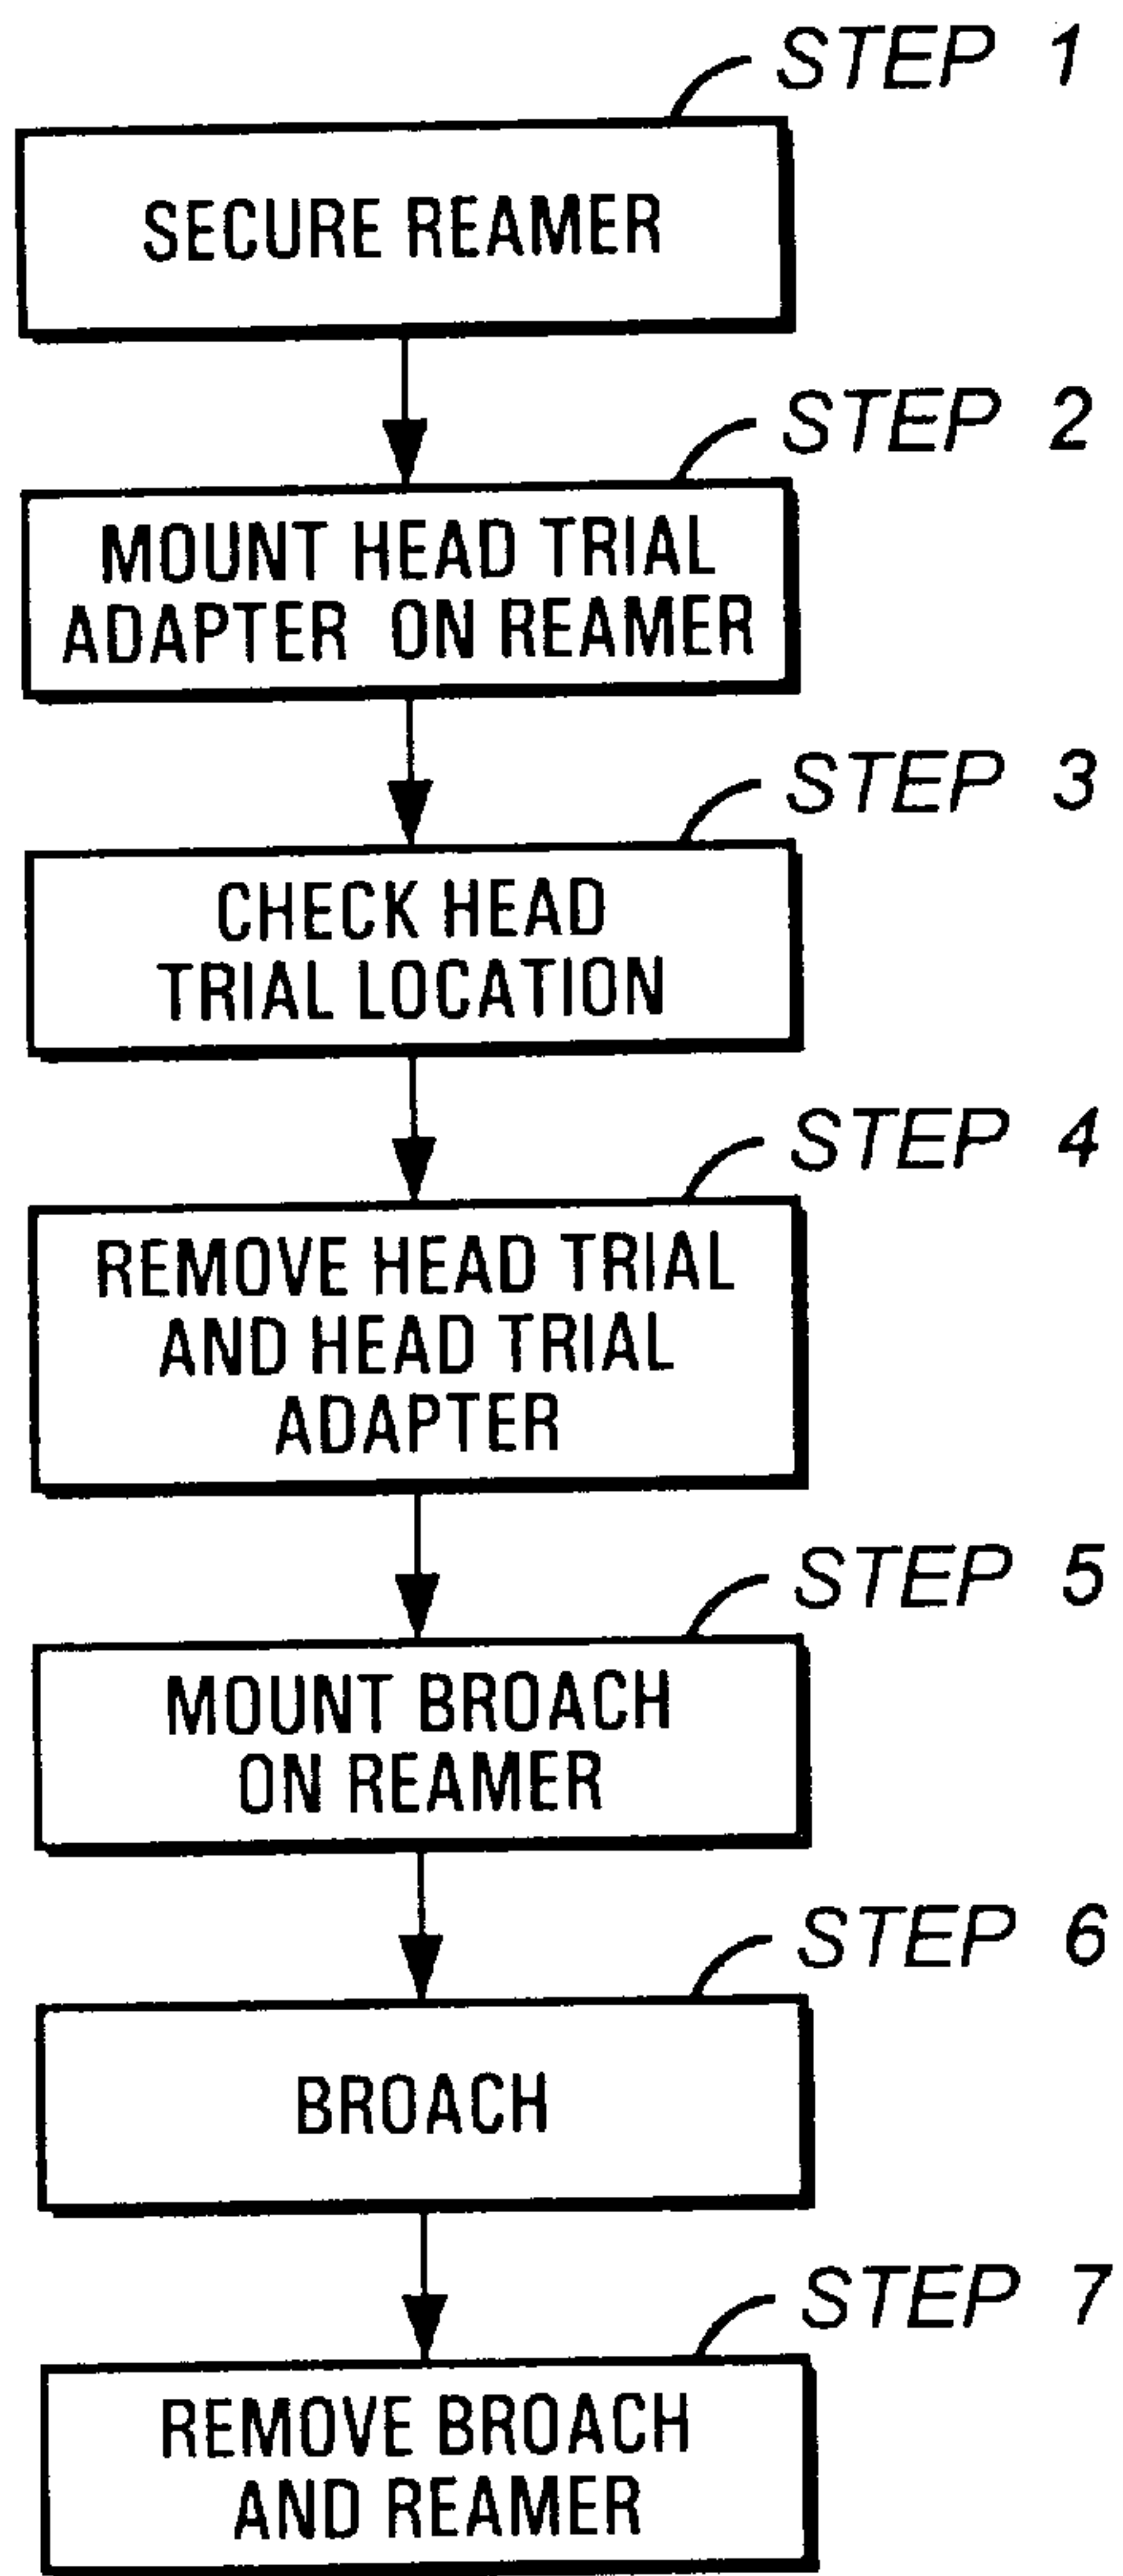 STEP 1
SECURE REAMER
STEP 2
MOUNT HEAD TRIAL
ADAPTER ON REAMER
STEP 3
CHECK HEAD
TRIAL LOCATION
STEP 4
REMOVE HEAD TRIAL
AND HEAD TRIAL
ADAPTER
STEP 5
MOUNT BROACH
ON REAMER
STEP 6
BROACH
STEP 7
REMOVE BROACH
AND REAMER